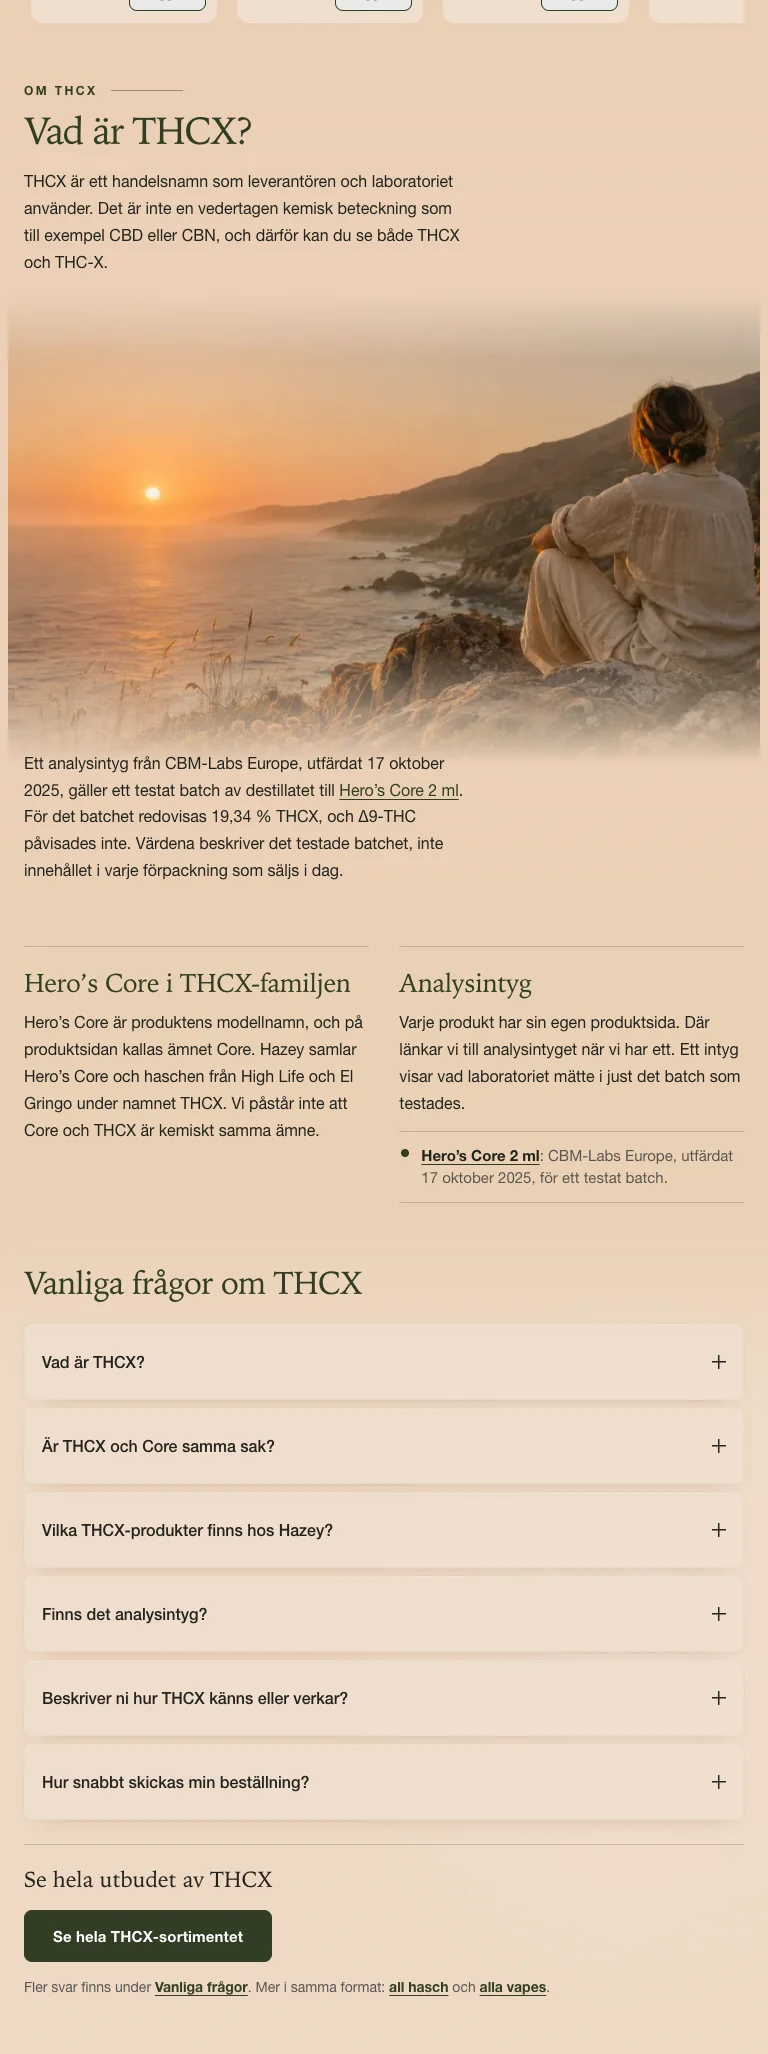 OM THCX
Vad är THCX?
THCX är ett handelsnamn som leverantören och laboratoriet
använder. Det är inte en vedertagen kemisk beteckning som
till exempel CBD eller CBN, och därför kan du se både THCX
och THC-X.
Ett analysintyg från CBM-Labs Europe, utfärdat 17 oktober
2025, gäller ett testat batch av destillatet till Hero’s Core 2 ml.
För det batchet redovisas 19,34 % THCX, och Δ9-THC
påvisades inte. Värdena beskriver det testade batchet, inte
innehållet i varje förpackning som säljs i dag.
Hero’s Core i THCX-familjen
Hero’s Core är produktens modellnamn, och på
produktsidan kallas ämnet Core. Hazey samlar
Hero’s Core och haschen från High Life och El
Gringo under namnet THCX. Vi påstår inte att
Core och THCX är kemiskt samma ämne.
Analysintyg
Varje produkt har sin egen produktsida. Där
länkar vi till analysintyget när vi har ett. Ett intyg
visar vad laboratoriet mätte i just det batch som
testades.
Hero’s Core 2 ml: CBM-Labs Europe, utfärdat
17 oktober 2025, för ett testat batch.
Vanliga frågor om THCX
Vad är THCX?
Är THCX och Core samma sak?
Vilka THCX-produkter finns hos Hazey?
Finns det analysintyg?
Beskriver ni hur THCX känns eller verkar?
Hur snabbt skickas min beställning?
Se hela utbudet av THCX
Se hela THCX-sortimentet
Fler svar finns under Vanliga frågor. Mer i samma format: all hasch och alla vapes.